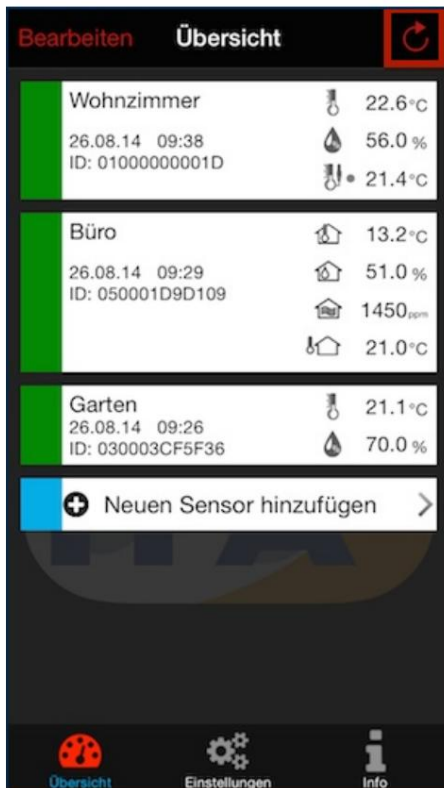 Bearbeiten Übersicht
Wohnzimmer 22.6°C
26.08.14 09:38 56.0 %
ID: 01000000001D 21.4°C
Büro 13.2°C
26.08.14 09:29 51.0 %
ID: 050001D9D109 1450 ppm
21.0°C
Garten 21.1°C
26.08.14 09:26
ID: 030003CF5F36 70.0 %
Neuen Sensor hinzufügen
Übersicht Einstellungen Info